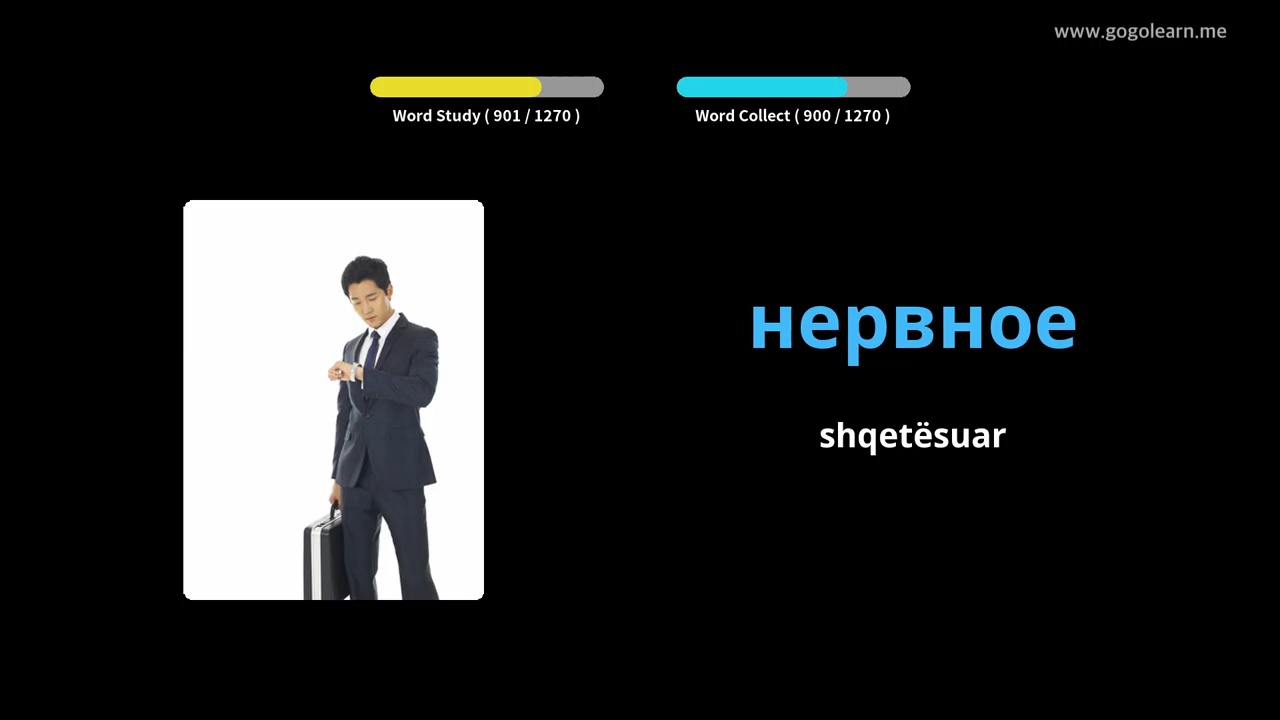 www.gogolearn.me
Word Study ( 901 / 1270 )
Word Collect ( 900 / 1270 )
нервное
shqetësuar